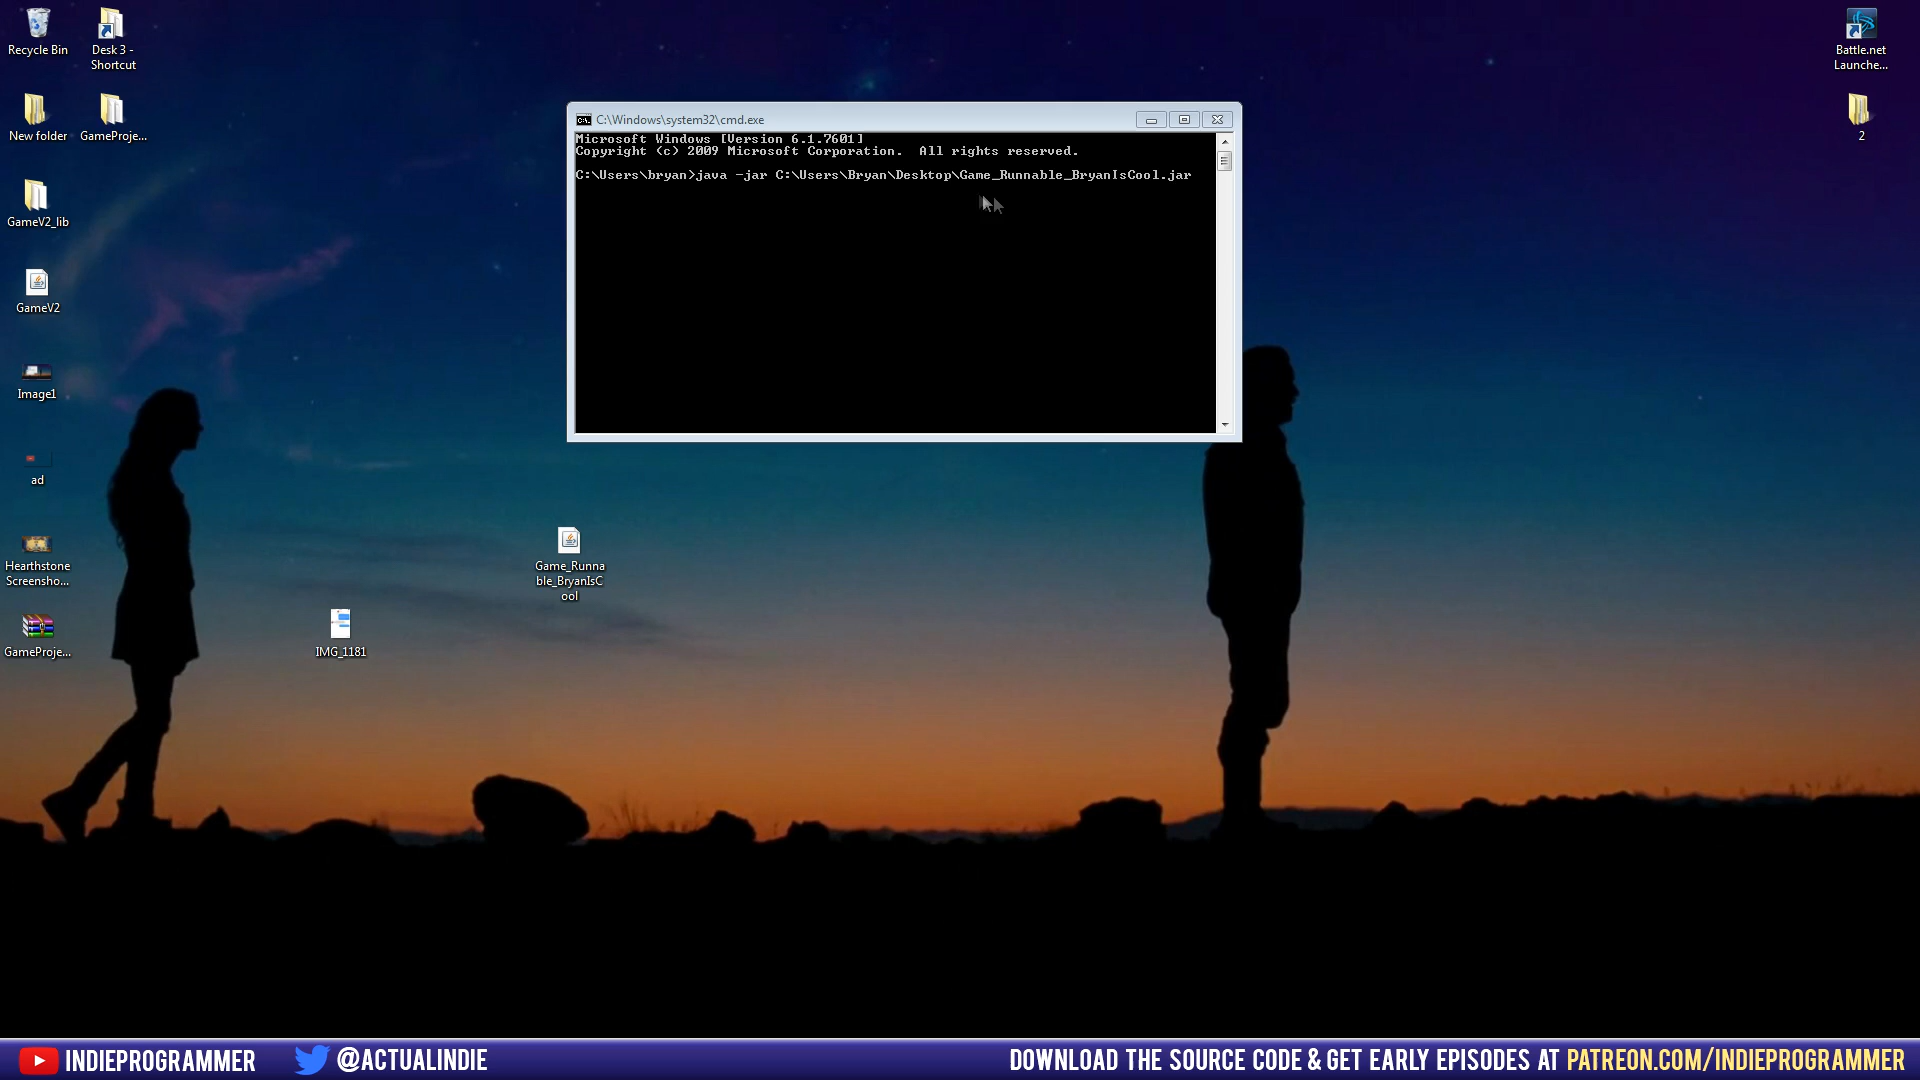 Recycle Bin
Desk 3 -
Shortcut
Battle.net
Launche...
New folder
GameProje...
2
GameV2_lib
GameV2
Image1
ad
Hearthstone
Screensho...
GameProje...
IMG_1181
Game_Runna
ble_BryanIsC
ool
C:\Windows\system32\cmd.exe
Microsoft Windows [Version 6.1.7601]
Copyright (c) 2009 Microsoft Corporation.  All rights reserved.
C:\Users\bryan>java -jar C:\Users\Bryan\Desktop\Game_Runnable_BryanIsCool.jar
INDIEPROGRAMMER
@ACTUALINDIE
DOWNLOAD THE SOURCE CODE & GET EARLY EPISODES AT PATREON.COM/INDIEPROGRAMMER